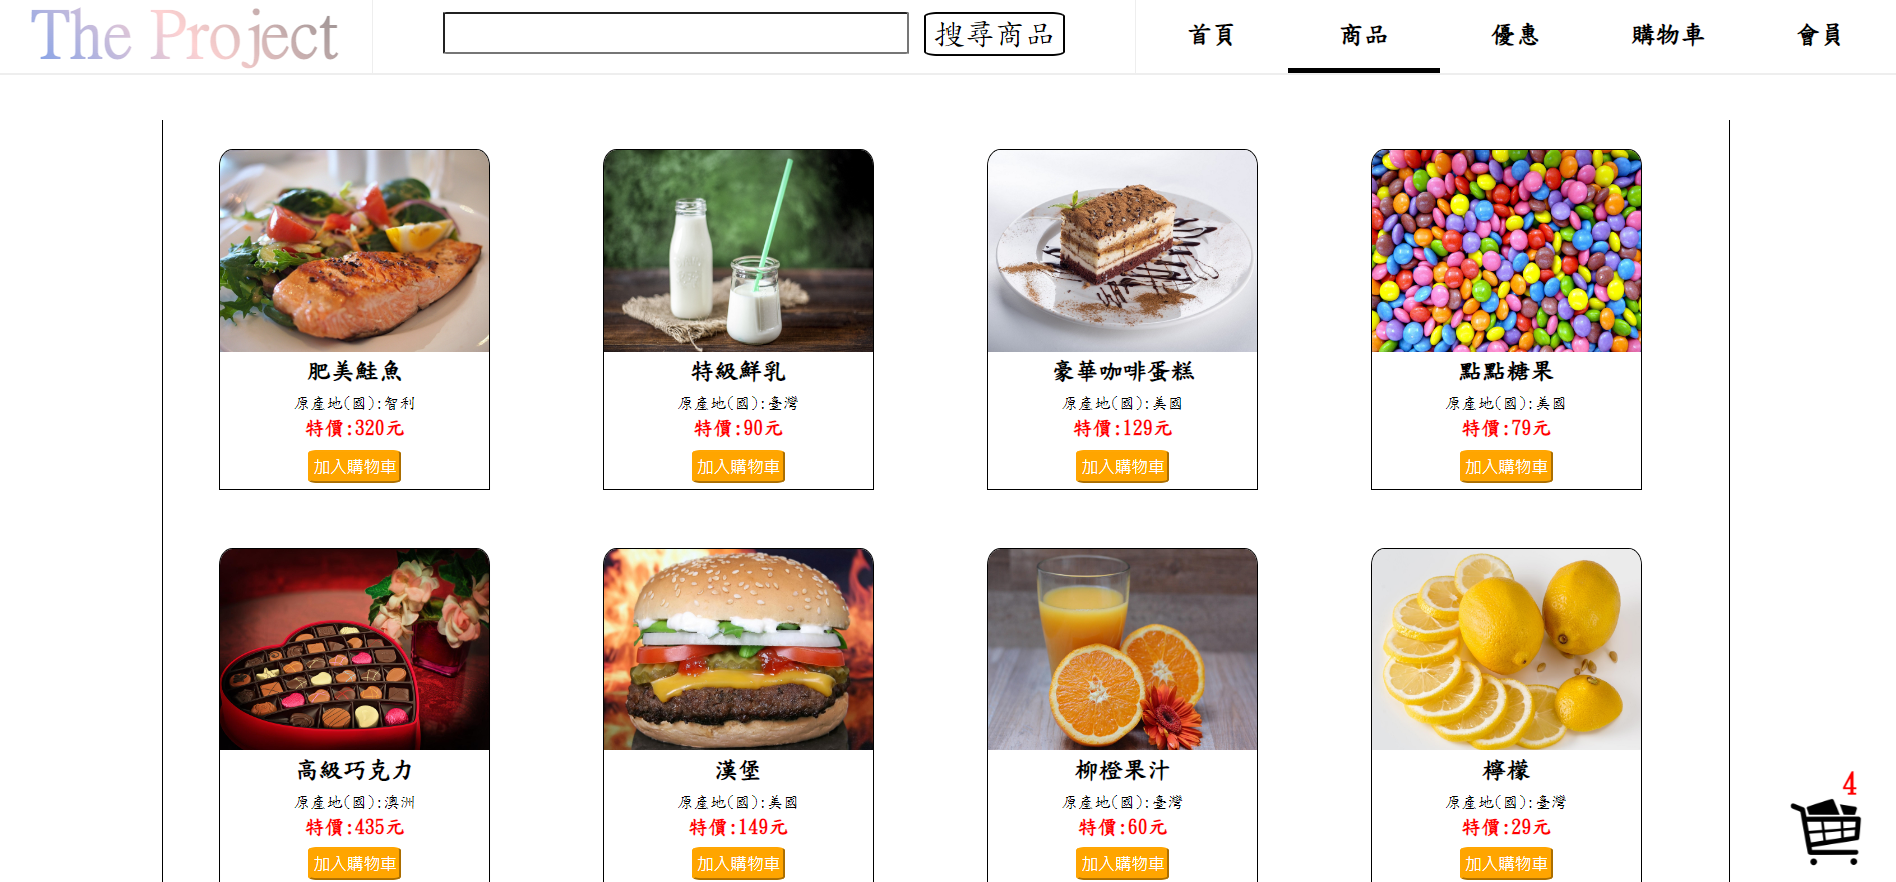 The Project
搜尋商品
首頁
商品
優惠
購物車
會員
肥美鮭魚
原產地(國):智利
特價:320元
加入購物車
特級鮮乳
原產地(國):臺灣
特價:90元
加入購物車
豪華咖啡蛋糕
原產地(國):美國
特價:129元
加入購物車
點點糖果
原產地(國):美國
特價:79元
加入購物車
高級巧克力
原產地(國):澳洲
特價:435元
加入購物車
漢堡
原產地(國):美國
特價:149元
加入購物車
柳橙果汁
原產地(國):臺灣
特價:60元
加入購物車
檸檬
原產地(國):臺灣
特價:29元
加入購物車
4